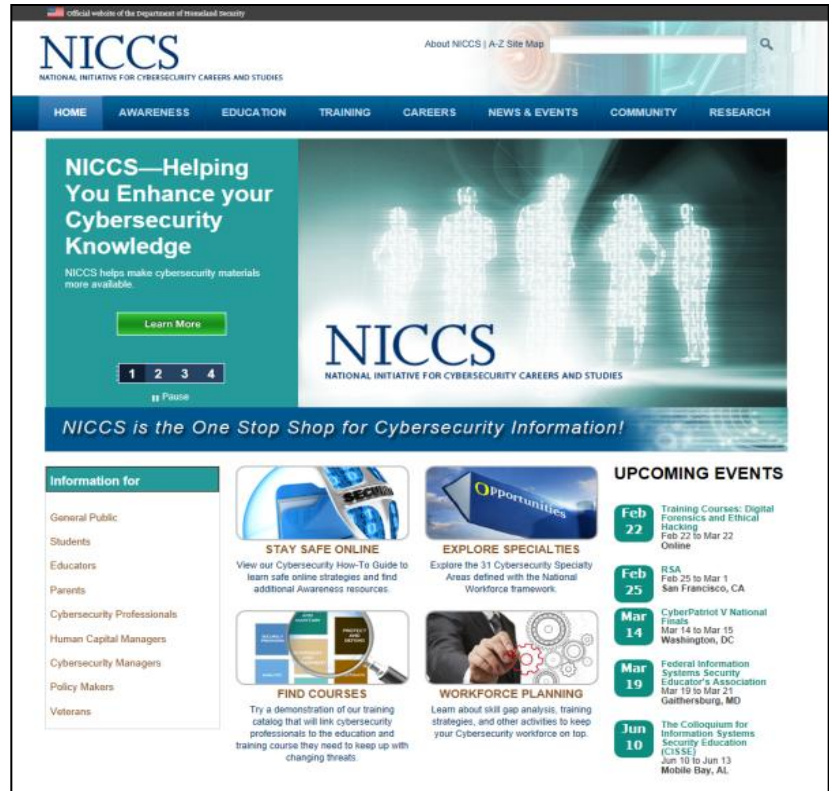 Official website of the Department of Homeland Security
NICCS
NATIONAL INITIATIVE FOR CYBERSECURITY CAREERS AND STUDIES
About NICCS | A-Z Site Map
HOME
AWARENESS
EDUCATION
TRAINING
CAREERS
NEWS & EVENTS
COMMUNITY
RESEARCH
NICCS—Helping
You Enhance your
Cybersecurity
Knowledge
NICCS helps make cybersecurity materials
more available.
Learn More
1 2 3 4
Pause
NICCS
NATIONAL INITIATIVE FOR CYBERSECURITY CAREERS AND STUDIES
NICCS is the One Stop Shop for Cybersecurity Information!
Information for
General Public
Students
Educators
Parents
Cybersecurity Professionals
Human Capital Managers
Cybersecurity Managers
Policy Makers
Veterans
STAY SAFE ONLINE
View our Cybersecurity How-To Guide to
learn safe online strategies and find
additional Awareness resources.
Opportunities
EXPLORE SPECIALTIES
Explore the 31 Cybersecurity Specialty
Areas defined with the National
Workforce framework.
PROTECT
AND
DEFEND
FIND COURSES
Try a demonstration of our training
catalog that will link cybersecurity
professionals to the education and
training course they need to keep up with
changing threats.
WORKFORCE PLANNING
Learn about skill gap analysis, training
strategies, and other activities to keep
your Cybersecurity workforce on top.
UPCOMING EVENTS
Feb
22
Training Courses: Digital
Forensics and Ethical
Hacking
Feb 22 to Mar 22
Online
Feb
25
RSA
Feb 25 to Mar 1
San Francisco, CA
Mar
14
CyberPatriot V National
Finals
Mar 14 to Mar 15
Washington, DC
Mar
19
Federal Information
Systems Security
Educator's Association
Mar 19 to Mar 21
Gaithersburg, MD
Jun
10
The Colloquium for
Information Systems
Security Education
(CISSE)
Jun 10 to Jun 13
Mobile Bay, AL